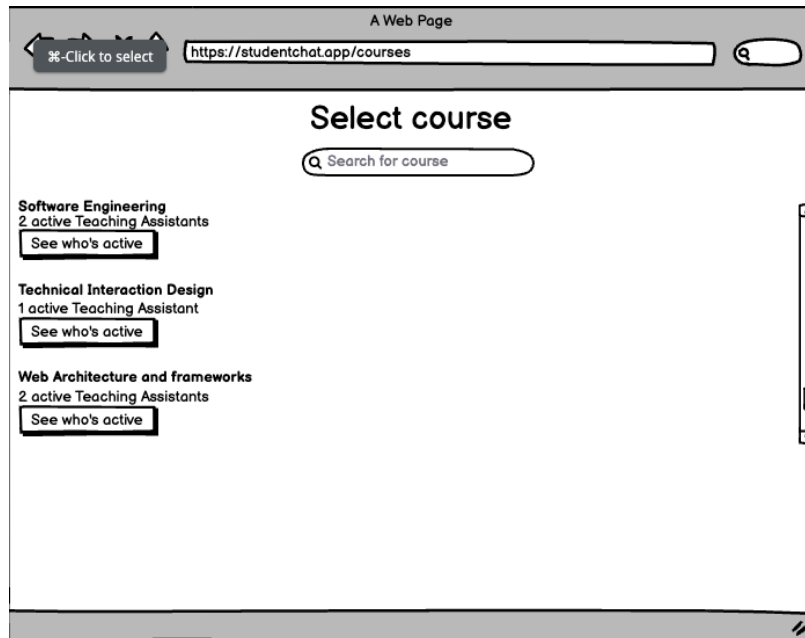 A Web Page
⌘-Click to select
https://studentchat.app/courses
Select course
Search for course
Software Engineering
2 active Teaching Assistants
See who's active
Technical Interaction Design
1 active Teaching Assistant
See who's active
Web Architecture and frameworks
2 active Teaching Assistants
See who's active